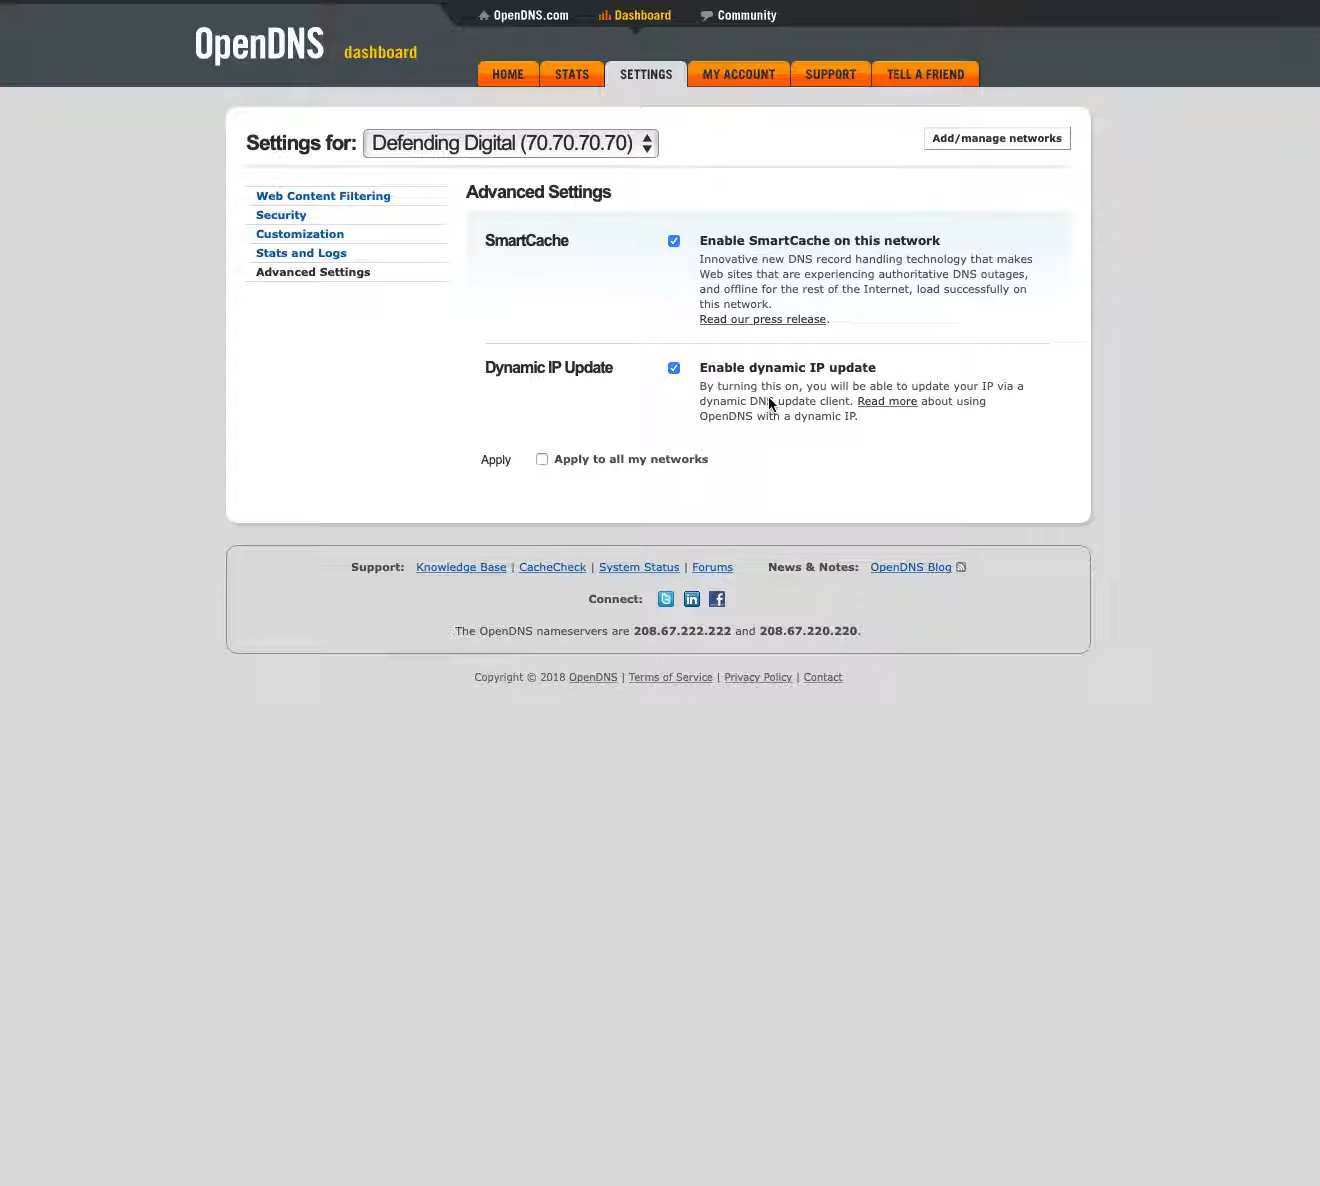 OpenDNS.com Dashboard Community
OpenDNS dashboard
HOME STATS SETTINGS MY ACCOUNT SUPPORT TELL A FRIEND
Settings for: Defending Digital (70.70.70.70) Add/manage networks
Web Content Filtering
Security
Customization
Stats and Logs
Advanced Settings
Advanced Settings
SmartCache Enable SmartCache on this network
Innovative new DNS record handling technology that makes
Web sites that are experiencing authoritative DNS outages,
and offline for the rest of the Internet, load successfully on
this network.
Read our press release.
Dynamic IP Update Enable dynamic IP update
By turning this on, you will be able to update your IP via a
dynamic DNS update client. Read more about using
OpenDNS with a dynamic IP.
Apply Apply to all my networks
Support: Knowledge Base | CacheCheck | System Status | Forums News & Notes: OpenDNS Blog
Connect:
The OpenDNS nameservers are 208.67.222.222 and 208.67.220.220.
Copyright © 2018 OpenDNS | Terms of Service | Privacy Policy | Contact